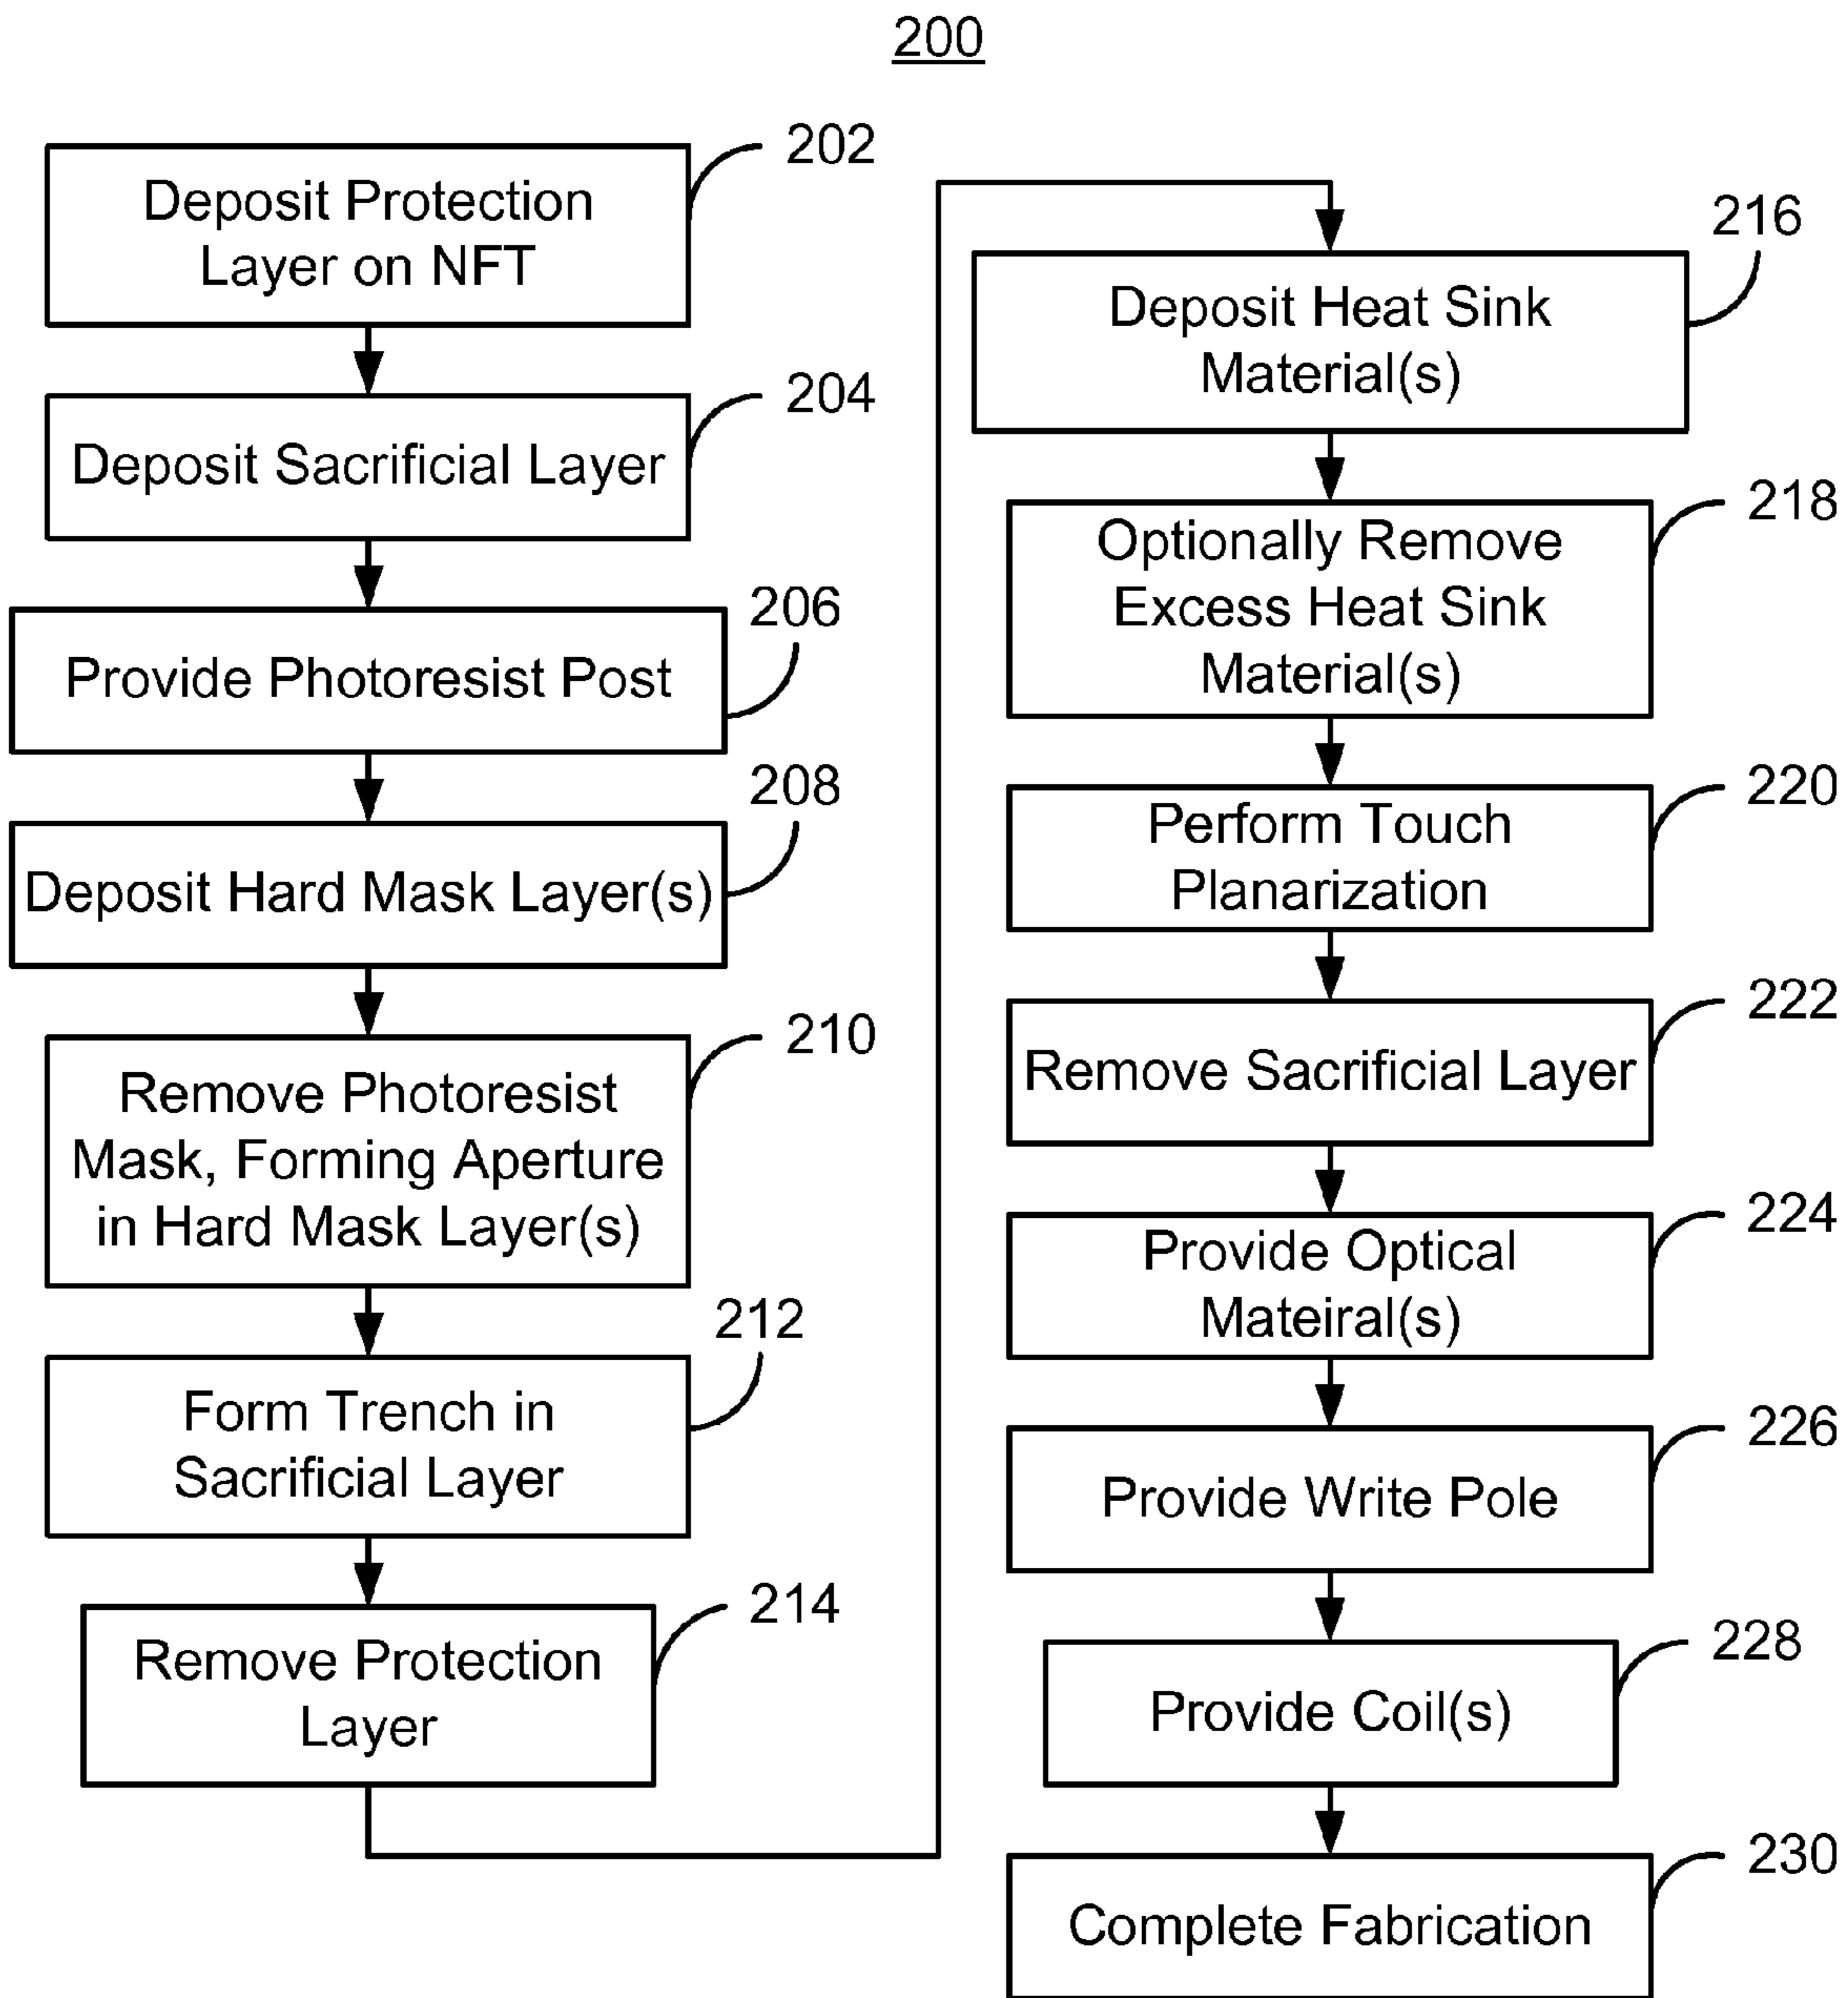 200
202
Deposit Protection
Layer on NFT
204
Deposit Sacrificial Layer
206
Provide Photoresist Post
208
Deposit Hard Mask Layer(s)
210
Remove Photoresist
Mask, Forming Aperture
in Hard Mask Layer(s)
212
Form Trench in
Sacrificial Layer
214
Remove Protection
Layer
216
Deposit Heat Sink
Material(s)
218
Optionally Remove
Excess Heat Sink
Material(s)
220
Perform Touch
Planarization
222
Remove Sacrificial Layer
224
Provide Optical
Mateiral(s)
226
Provide Write Pole
228
Provide Coil(s)
230
Complete Fabrication